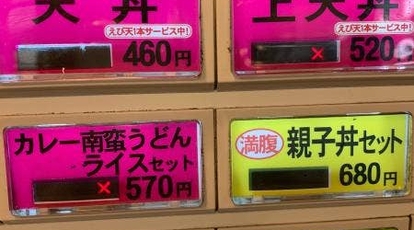 天丼
えび天1本サービス中!
460円
上天丼
えび天1本サービス中!
×
520円
カレー南蛮うどん
ライスセット
×
570円
満腹
親子丼セット
680円